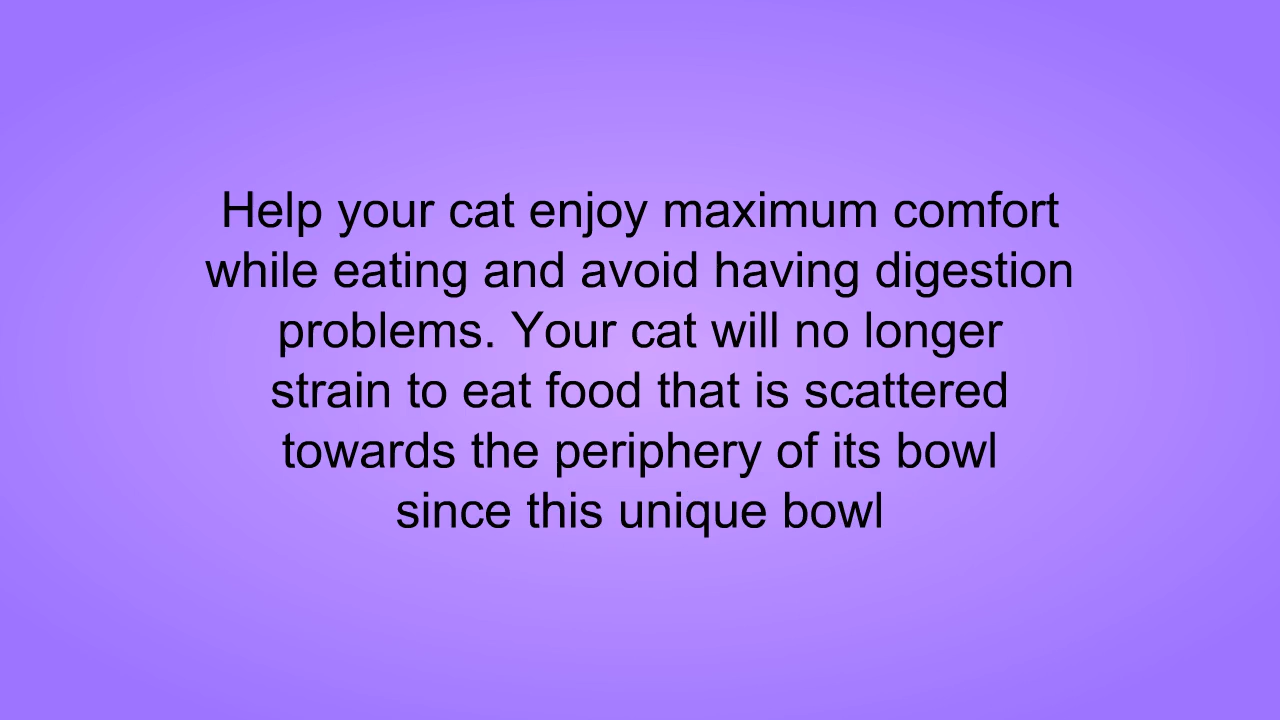 Help your cat enjoy maximum comfort
while eating and avoid having digestion
problems. Your cat will no longer
strain to eat food that is scattered
towards the periphery of its bowl
since this unique bowl